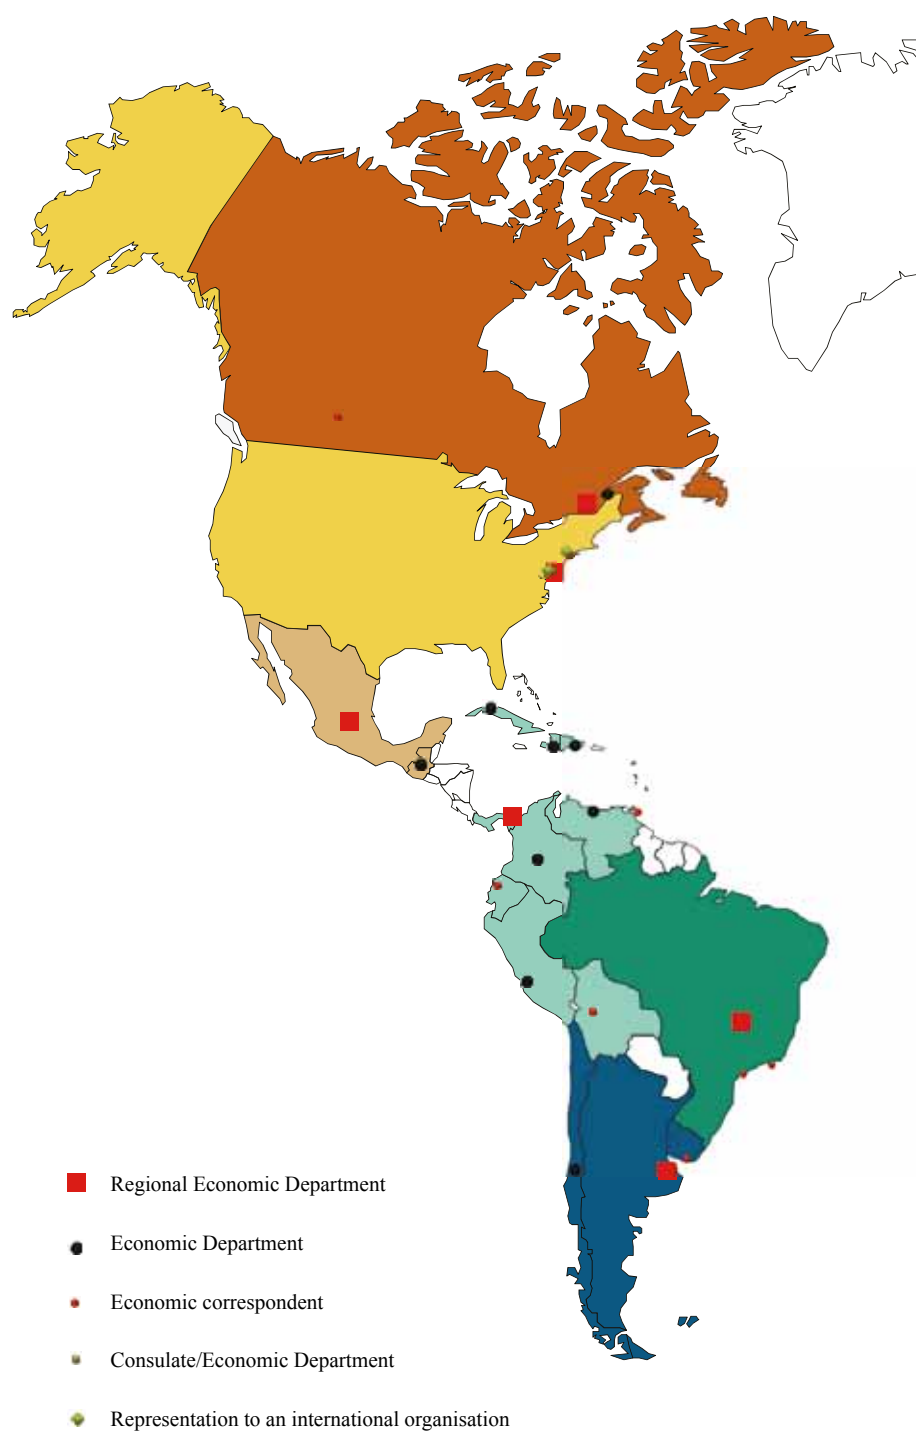 Regional Economic Department
Economic Department
Economic correspondent
Consulate/Economic Department
Representation to an international organisation